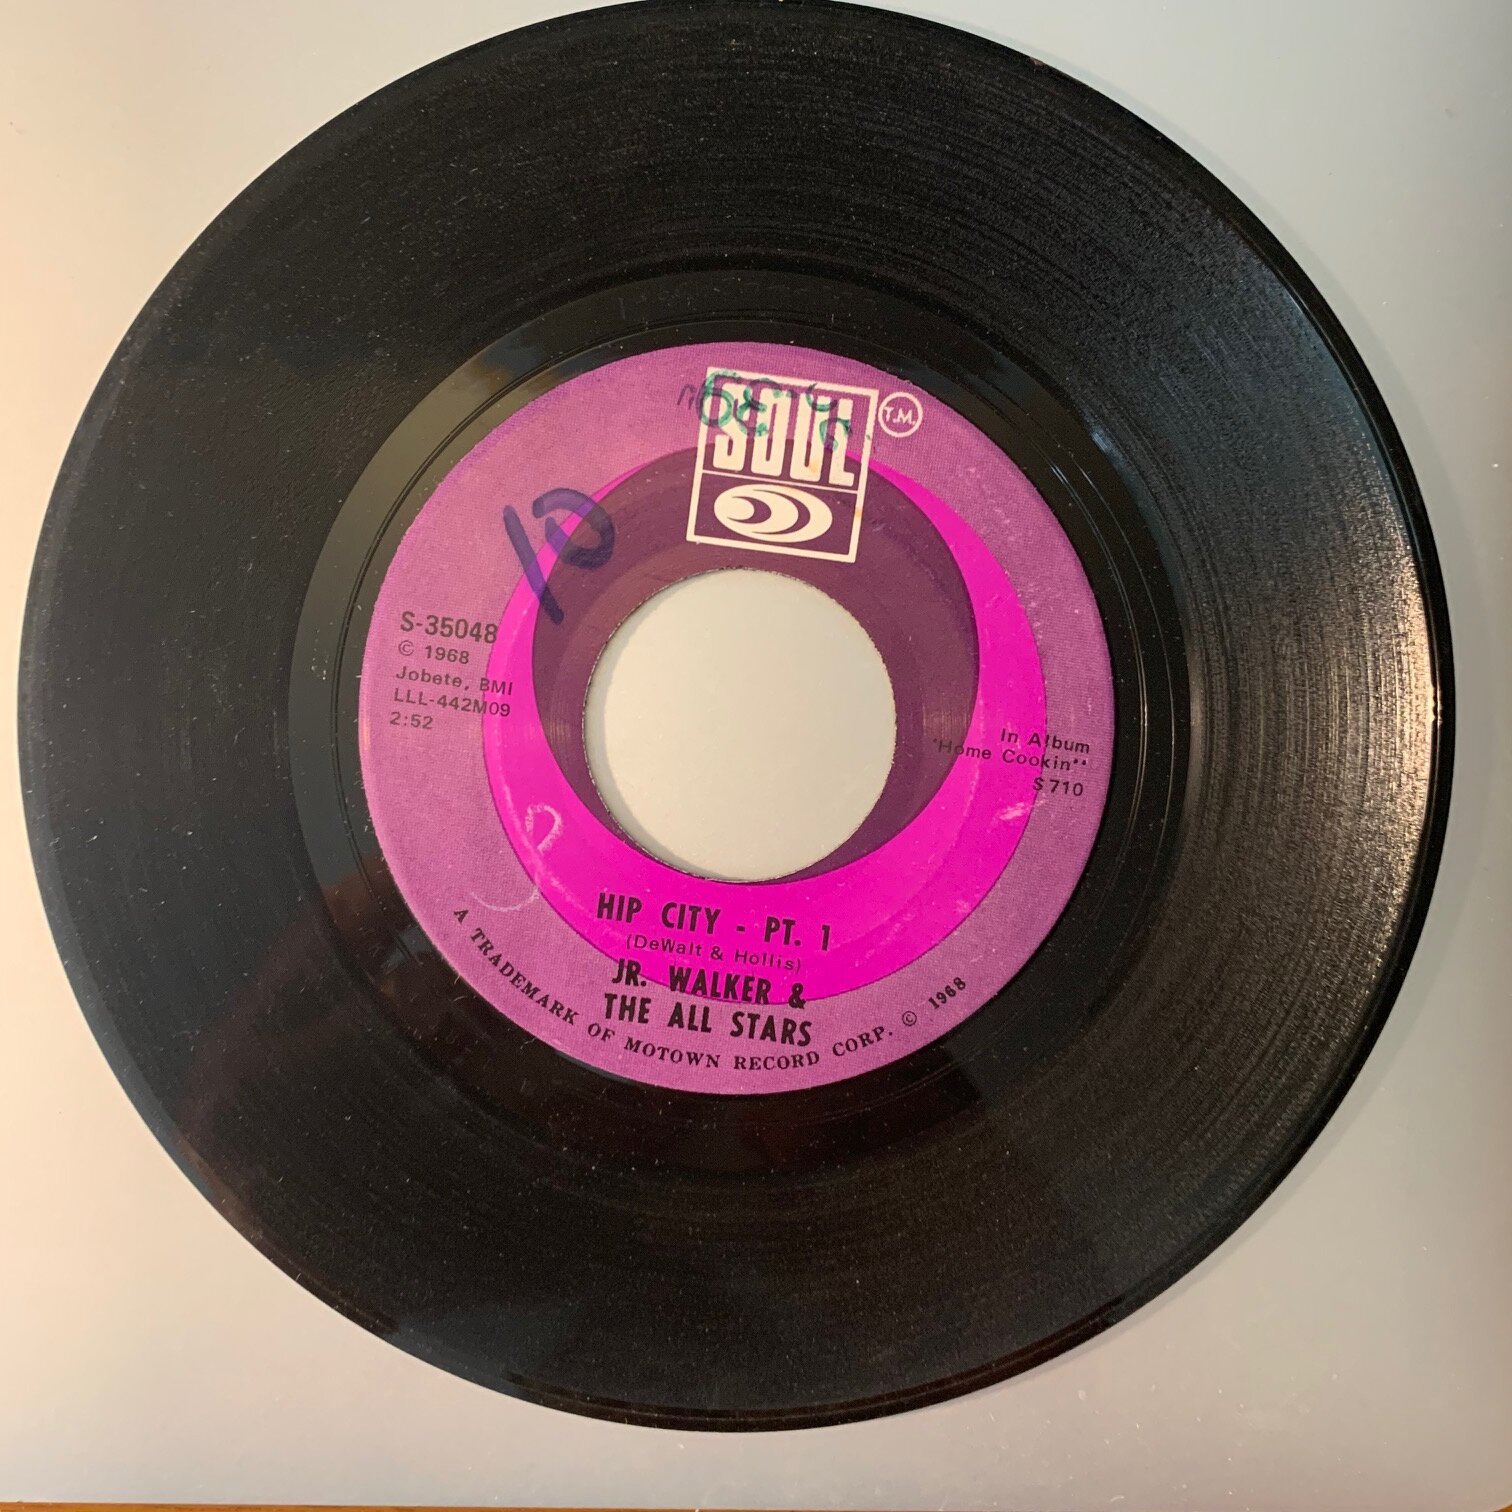 SOUL
T.M.
10
S-35048
© 1968
Jobete, BMI
LLL-442M09
2:52
In Album
"Home Cookin""
S710
HIP CITY - PT. 1
(DeWalt & Hollis)
JR. WALKER &
THE ALL STARS
A TRADEMARK OF MOTOWN RECORD CORP. © 1968